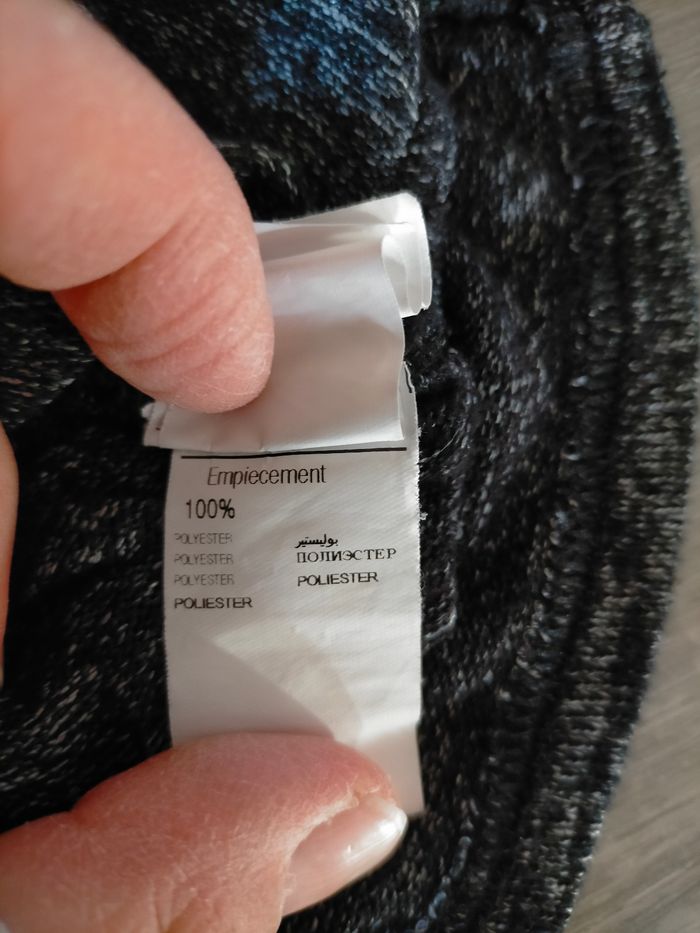 Empiecement
100%
POLYESTER
POLYESTER
POLYESTER
POLIESTER
بوليستير
ПОЛИЭСТЕР
POLIESTER